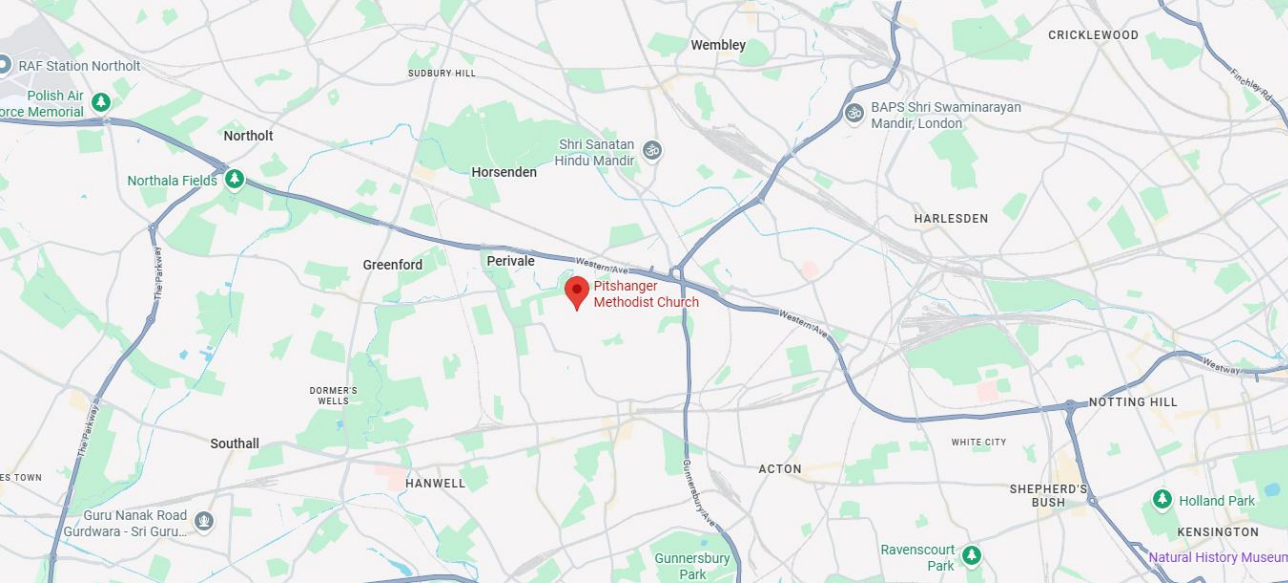 CRICKLEWOOD
Wembley
RAF Station Northolt
SUDBURY HILL
Finchley Rd
Polish Air
orce Memorial
BAPS Shri Swaminarayan
Mandir, London
Northolt
Shri Sanatan
Hindu Mandir
Horsenden
Northala Fields
HARLESDEN
The Parkway
Greenford
Perivale
Western Ave
Pitshanger
Methodist Church
Western Ave
Westway
DORMER'S
WELLS
NOTTING HILL
The Parkway
Southall
WHITE CITY
ES TOWN
HANWELL
Gunnersbury Ave
ACTON
SHEPHERD'S
BUSH
Holland Park
Guru Nanak Road
Gurdwara - Sri Guru...
KENSINGTON
Gunnersbury
Park
Ravenscourt
Park
Natural History Museum